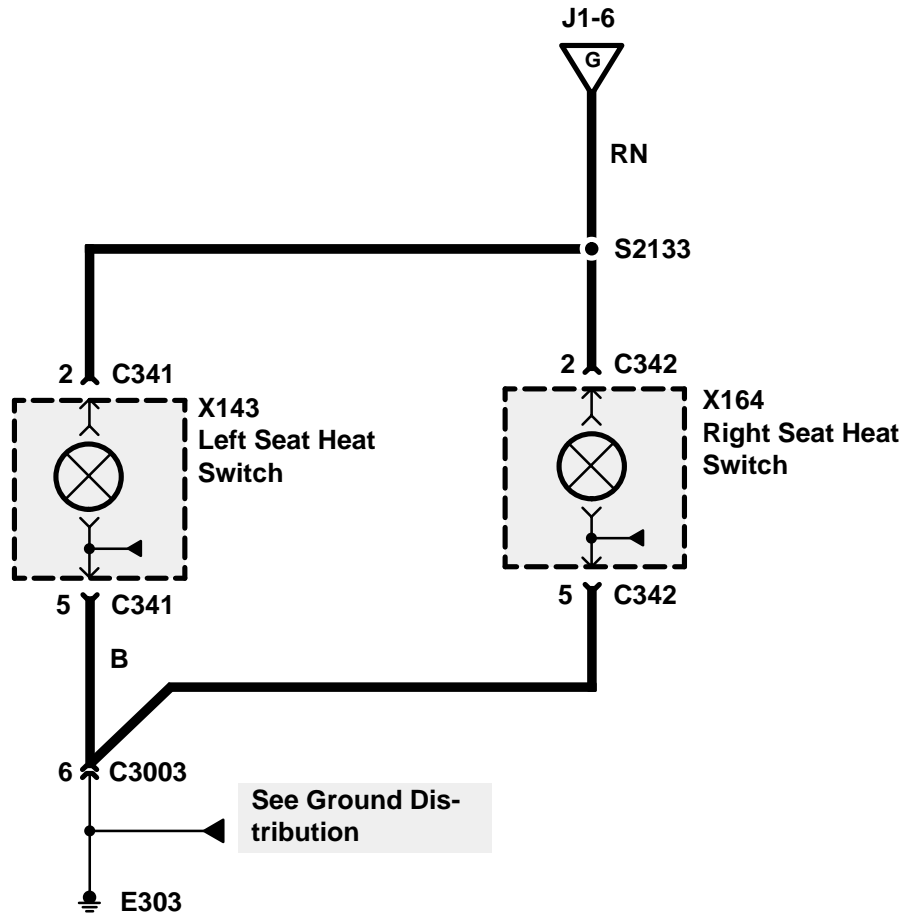 J1-6
G
RN
S2133
2 C341
2 C342
X143
Left Seat Heat
Switch
X164
Right Seat Heat
Switch
5 C341
5 C342
B
6 C3003
See Ground Dis-
tribution
E303